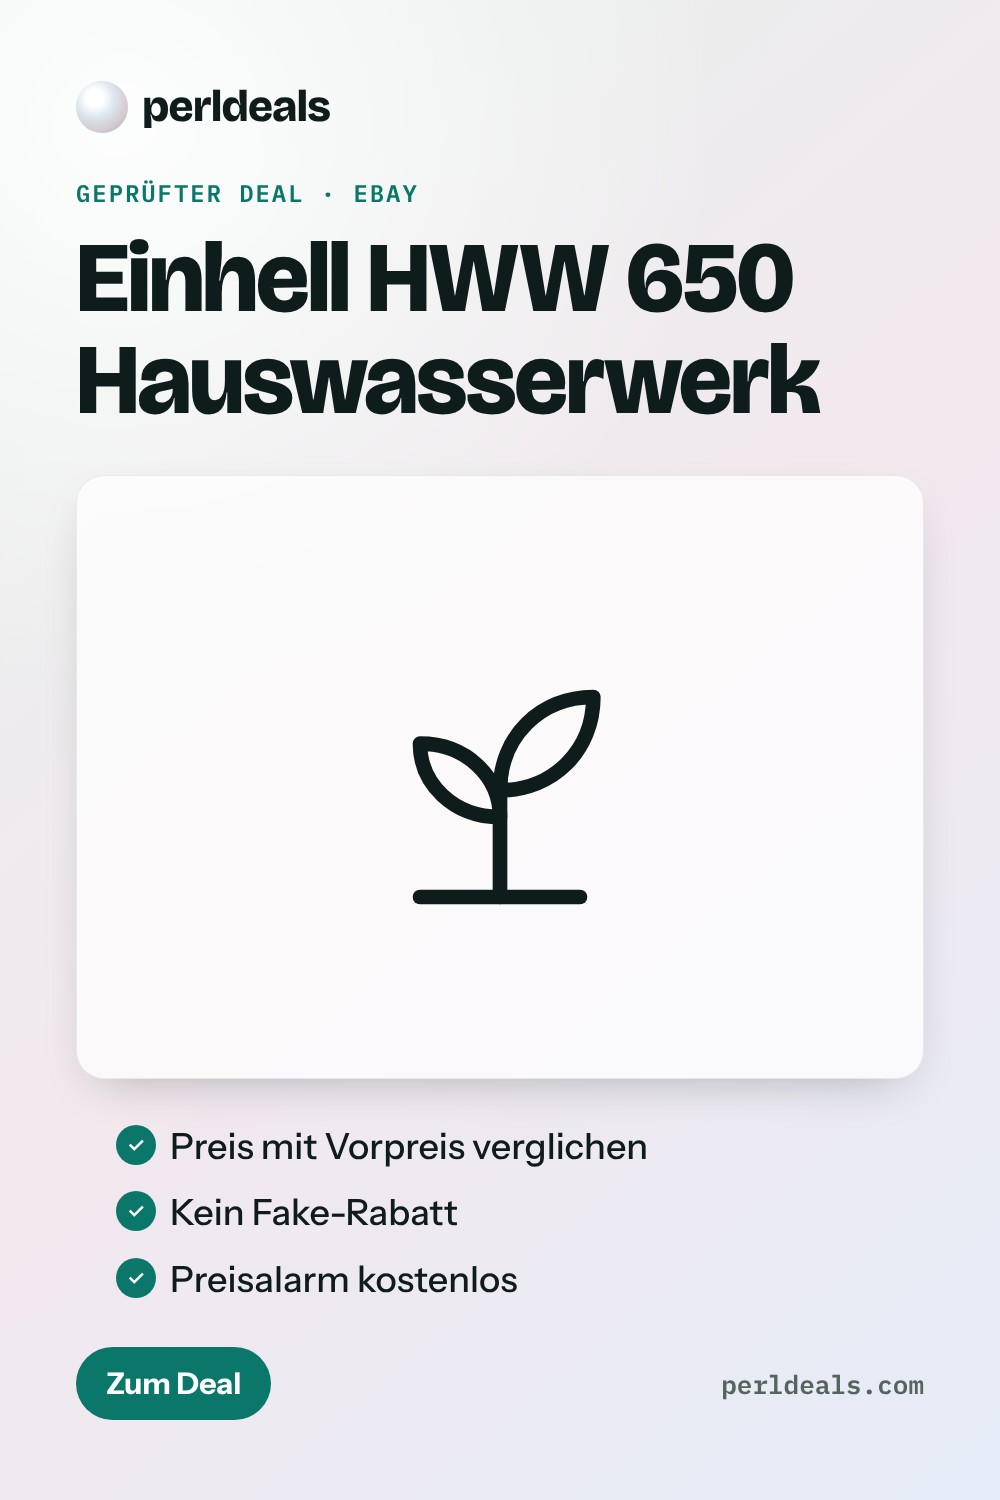 perldeals
GEPRÜFTER DEAL · EBAY
Einhell HWW 650
Hauswasserwerk
Preis mit Vorpreis verglichen
Kein Fake-Rabatt
Preisalarm kostenlos
Zum Deal
perldeals.com